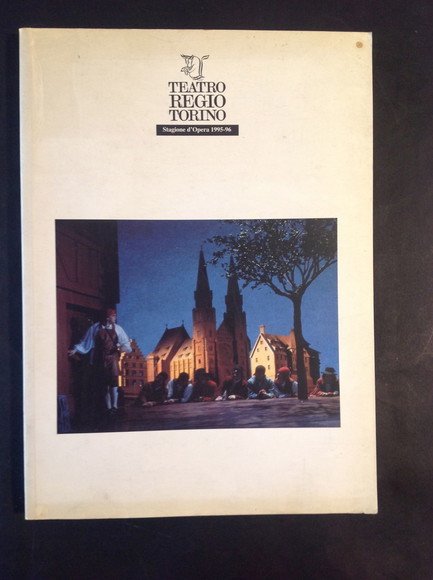 TEATRO
REGIO
TORINO
Stagione d'Opera 1995-96